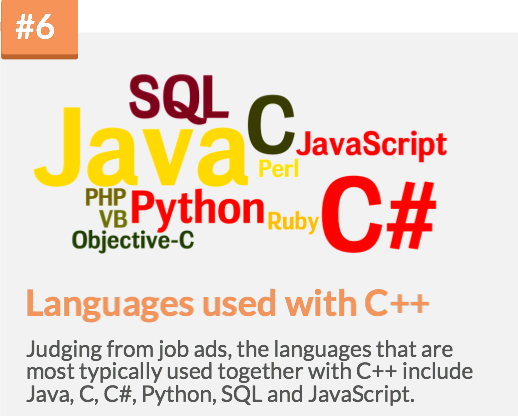 #6
SQL
Java
C
JavaScript
Perl
PHP
Python
C#
VB
Ruby
Objective-C
Languages used with C++
Judging from job ads, the languages that are
most typically used together with C++ include
Java, C, C#, Python, SQL and JavaScript.